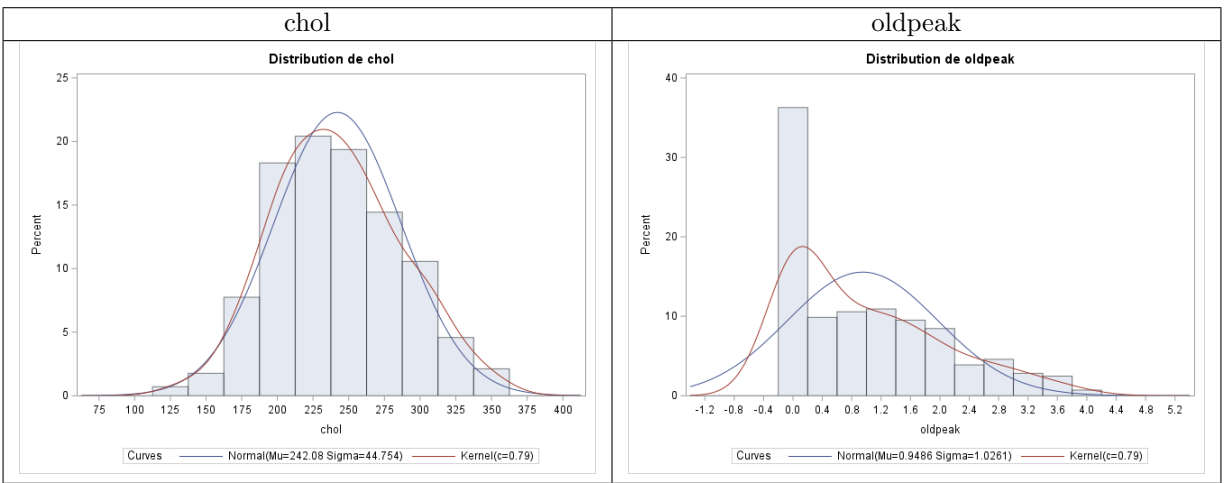 chol
oldpeak
Distribution de chol
25
20
15
10
5
0
Percent
75 100 125 150 175 200 225 250 275 300 325 350 375 400
chol
Curves Normal(Mu=242.08 Sigma=44.754) Kernel(c=0.79)
Distribution de oldpeak
40
30
20
10
0
Percent
-1.2 -0.8 -0.4 0.0 0.4 0.8 1.2 1.6 2.0 2.4 2.8 3.2 3.6 4.0 4.4 4.8 5.2
oldpeak
Curves Normal(Mu=0.9486 Sigma=1.0261) Kernel(c=0.79)